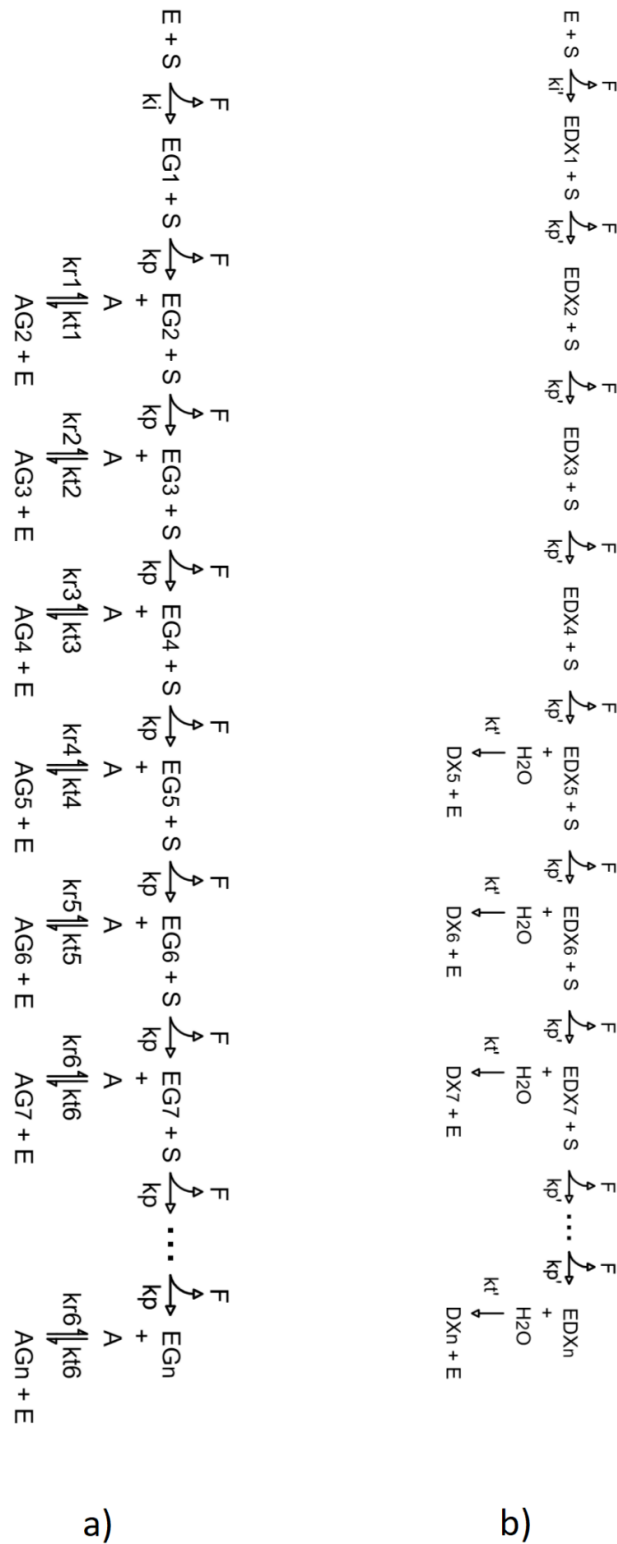 F F F F F F F F F
E + S EG1 + S EG2 + S EG3 + S EG4 + S EG5 + S EG6 + S EG7 + S ... EGn
ki kp kp kp kp kp kp kp kp
+ + + + + + +
A A A A A A A
kr1 kt1 kr2 kt2 kr3 kt3 kr4 kt4 kr5 kt5 kr6 kt6 kr6 kt6
AG2 + E AG3 + E AG4 + E AG5 + E AG6 + E AG7 + E AGn + E
a)
F F F F F F F F F
E + S EDX1 + S EDX2 + S EDX3 + S EDX4 + S EDX5 + S EDX6 + S EDX7 + S .... EDXn
ki' kp' kp' kp' kp' kp' kp' kp' kp'
+ + + +
H2O H2O H2O H2O
kt' kt' kt' kt'
DX5 + E DX6 + E DX7 + E DXn + E
b)